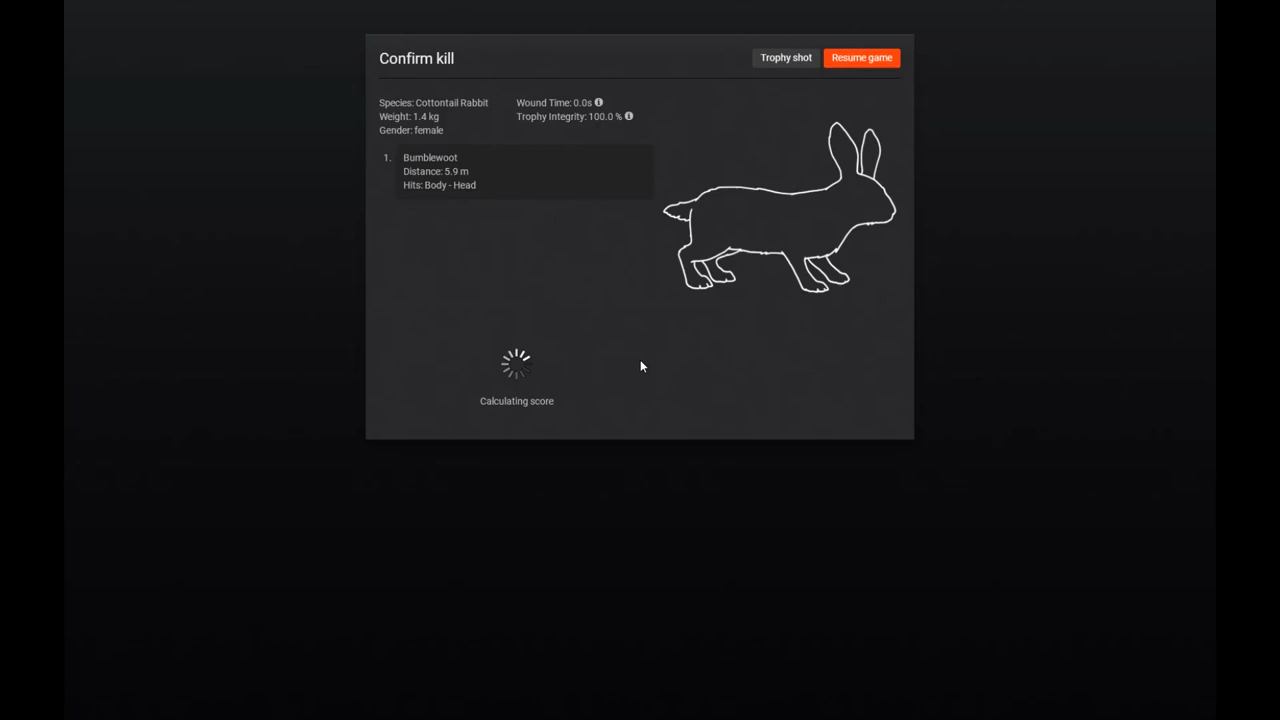 Confirm kill
Trophy shot
Resume game
Species: Cottontail Rabbit
Weight: 1.4 kg
Gender: female
Wound Time: 0.0s
Trophy Integrity: 100.0 %
1.
Bumblewoot
Distance: 5.9 m
Hits: Body - Head
Calculating score